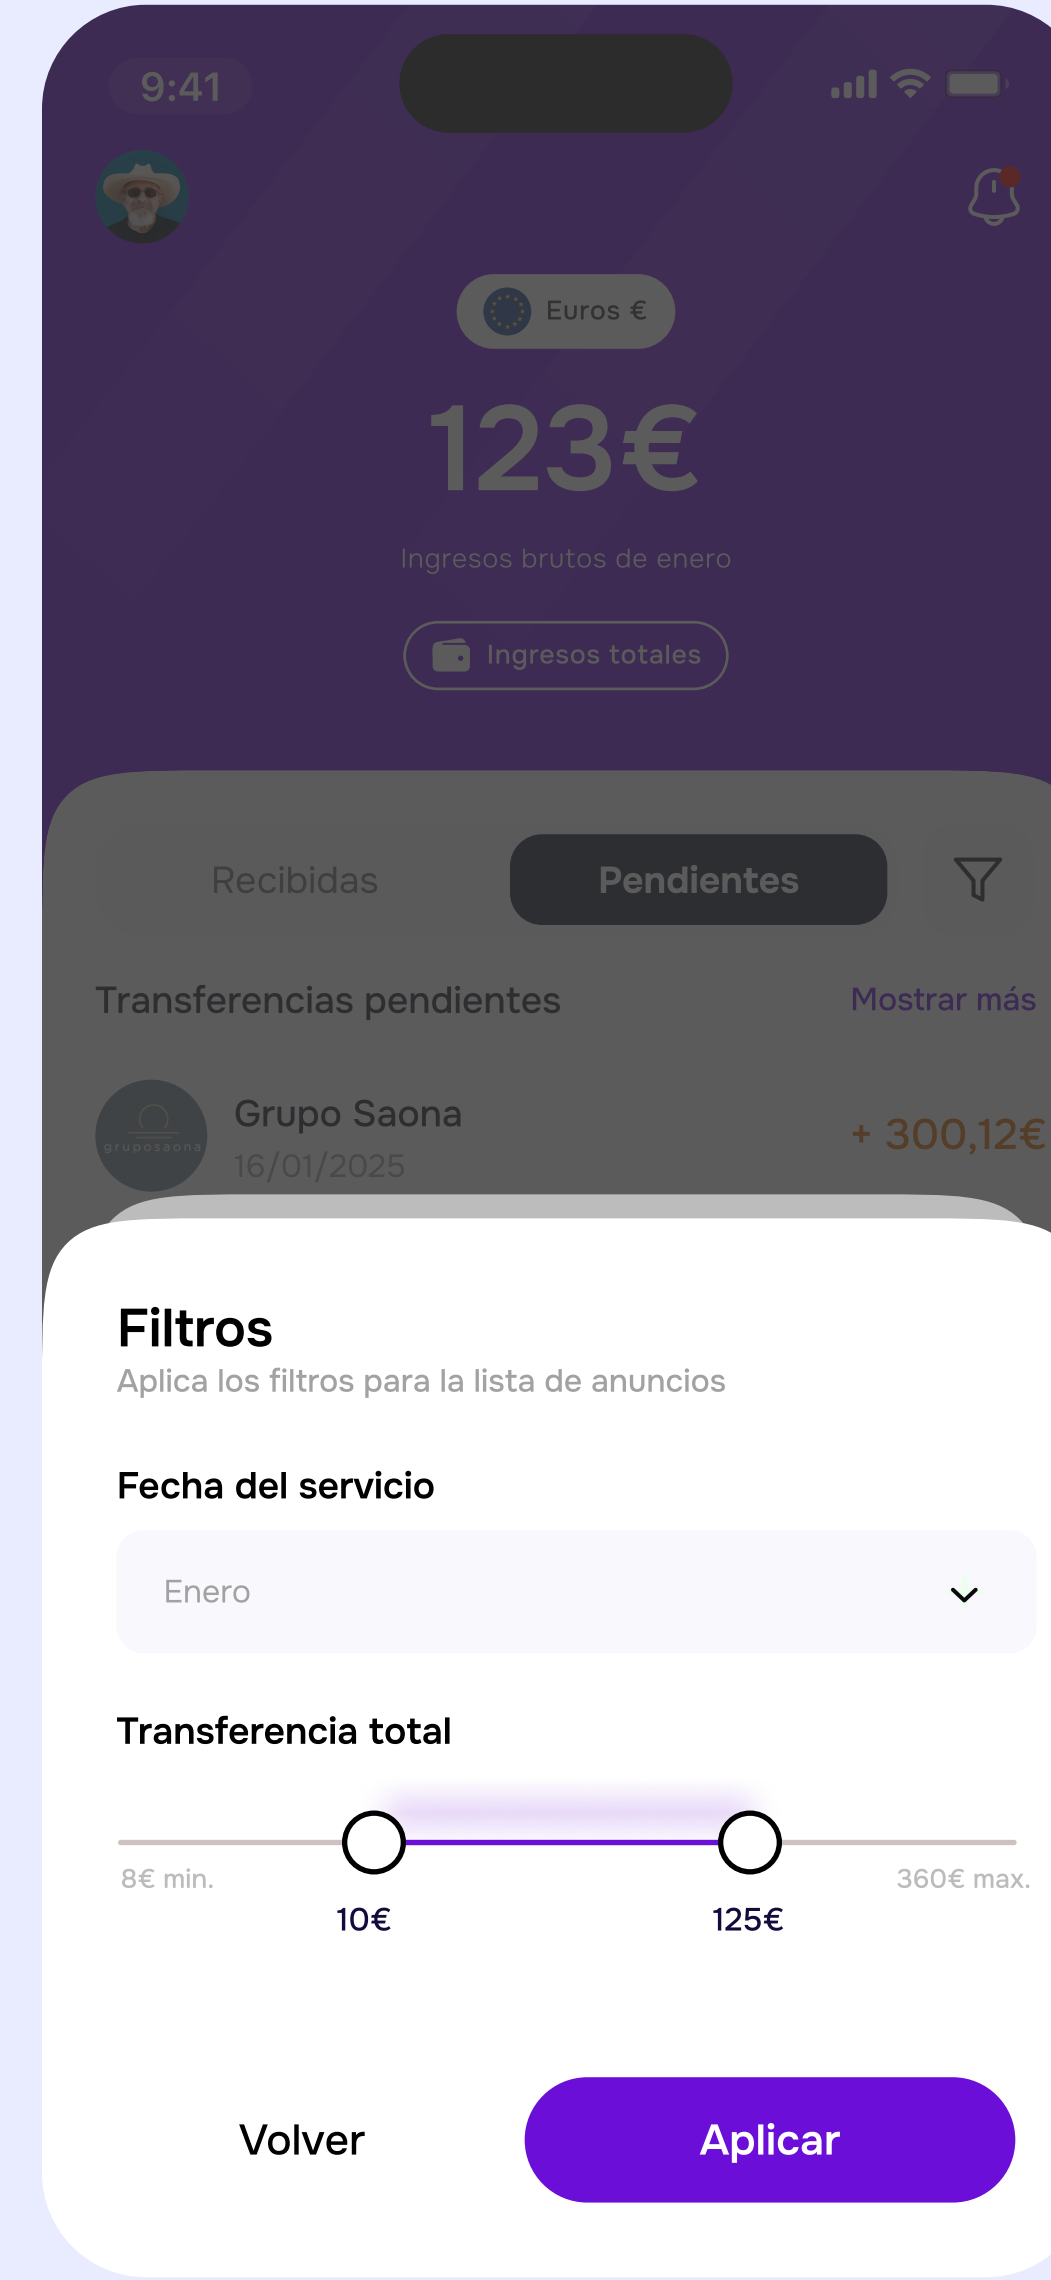 9:41
Euros €
123€
Ingresos brutos de enero
Ingresos totales
Recibidas
Pendientes
Transferencias pendientes
Mostrar más
gruposaona
Grupo Saona
16/01/2025
+ 300,12€
Filtros
Aplica los filtros para la lista de anuncios
Fecha del servicio
Enero
Transferencia total
8€ min.
360€ max.
10€
125€
Volver
Aplicar